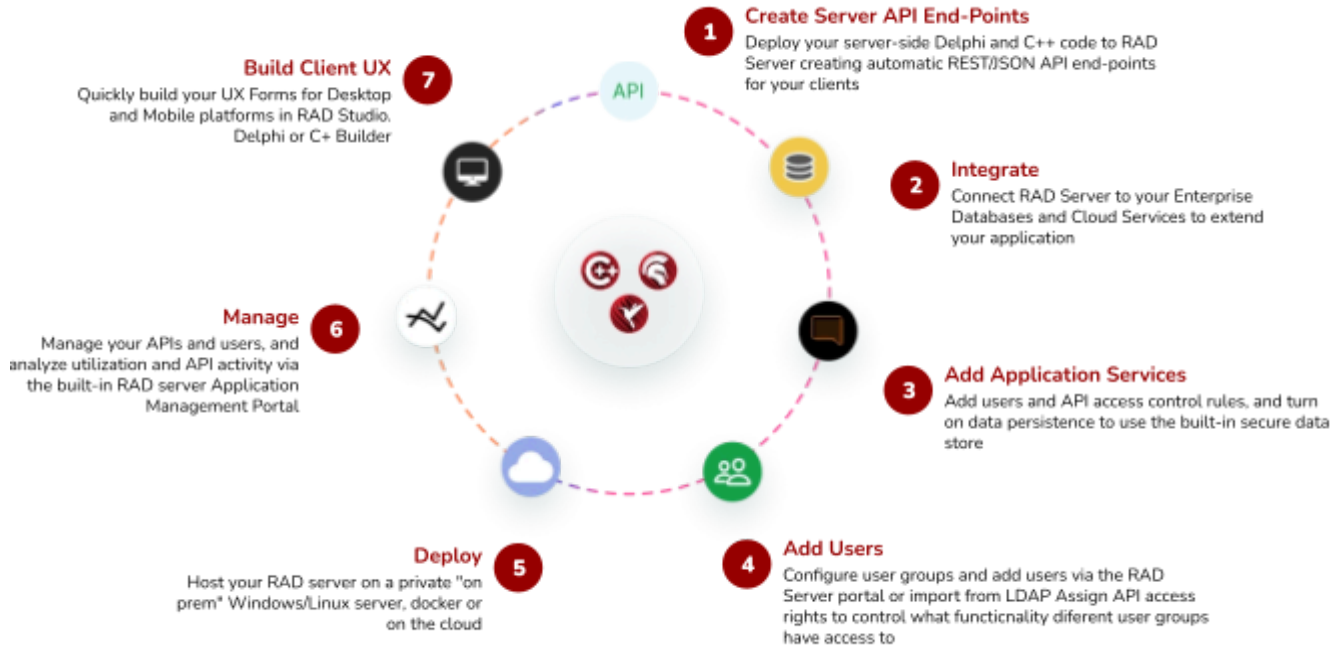 1
Create Server API End-Points
Deploy your server-side Delphi and C++ code to RAD
Server creating automatic REST/JSON API end-points
for your clients
API
2
Integrate
Connect RAD Server to your Enterprise
Databases and Cloud Services to extend
your application
3
Add Application Services
Add users and API access control rules, and turn
on data persistence to use the built-in secure data
store
4
Add Users
Configure user groups and add users via the RAD
Server portal or import from LDAP Assign API access
rights to control what functicnality diferent user groups
have access to
5
Deploy
Host your RAD server on a private "on
prem" Windows/Linux server, docker or
on the cloud
6
Manage
Manage your APIs and users, and
analyze utilization and API activity via
the built-in RAD server Application
Management Portal
7
Build Client UX
Quickly build your UX Forms for Desktop
and Mobile platforms in RAD Studio.
Delphi or C+ Builder
C++